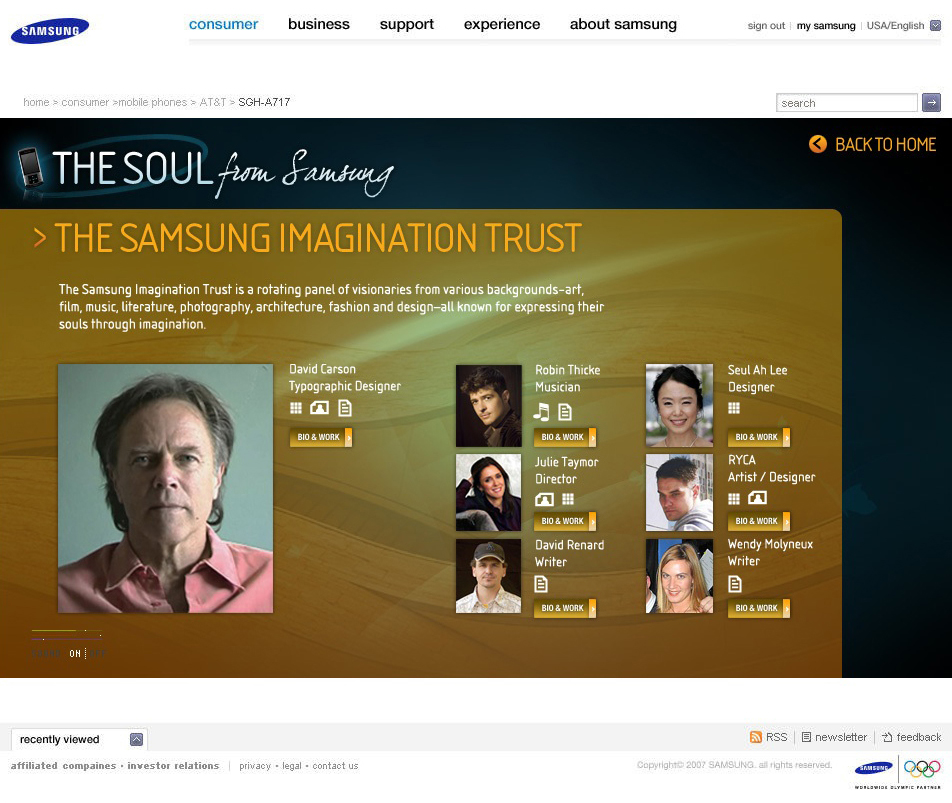 SAMSUNG
consumer business support experience about samsung
sign out | my samsung | USA/English
home > consumer >mobile phones > AT&T > SGH-A717
search
THE SOUL from Samsung
BACK TO HOME
> THE SAMSUNG IMAGINATION TRUST
The Samsung Imagination Trust is a rotating panel of visionaries from various backgrounds–art,
film, music, literature, photography, architecture, fashion and design–all known for expressing their
souls through imagination.
David Carson
Typographic Designer
BIO & WORK
Robin Thicke
Musician
BIO & WORK
Seul Ah Lee
Designer
BIO & WORK
Julie Taymor
Director
BIO & WORK
RYCA
Artist / Designer
BIO & WORK
David Renard
Writer
BIO & WORK
Wendy Molyneux
Writer
BIO & WORK
ON
recently viewed
RSS | newsletter | feedback
affiliated compaines • investor relations | privacy • legal • contact us
Copyright© 2007 SAMSUNG. all rights reserved.
SAMSUNG
WORLDWIDE OLYMPIC PARTNER